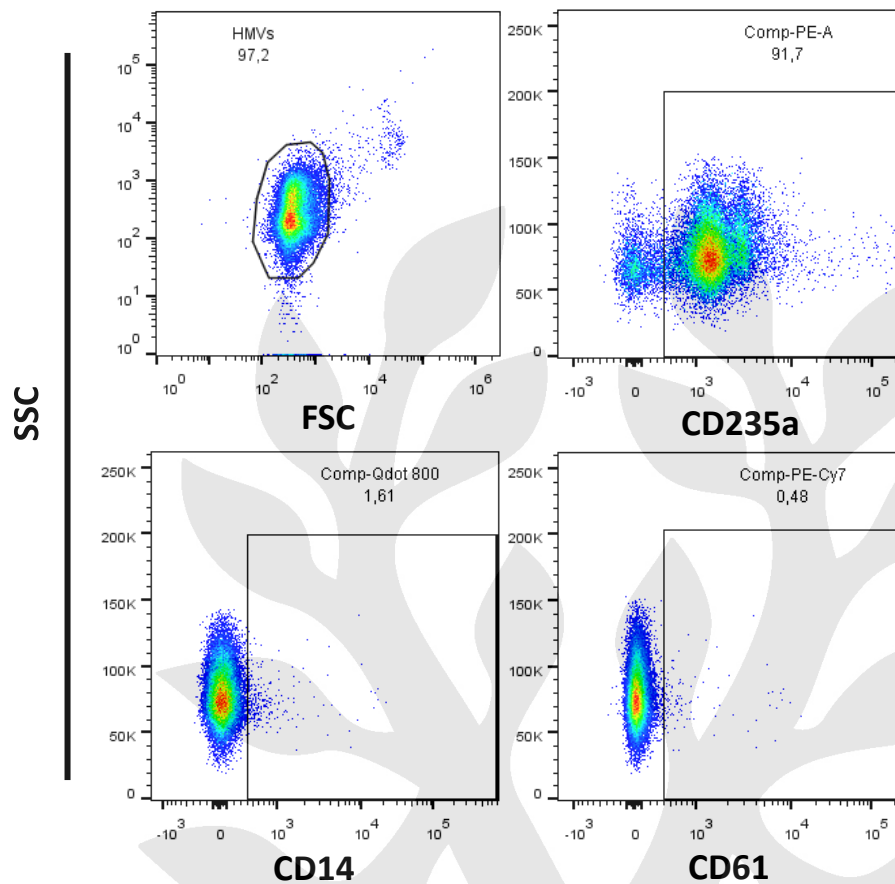 SSC
HMVs
97,2
10^5
10^4
10^3
10^2
10^1
10^0
10^0
10^2
10^4
10^6
FSC
Comp-PE-A
91,7
250K
200K
150K
100K
50K
0
-10^3
0
10^3
10^4
10^5
CD235a
Comp-Qdot 800
1,61
250K
200K
150K
100K
50K
0
-10^3
0
10^3
10^4
10^5
CD14
Comp-PE-Cy7
0,48
250K
200K
150K
100K
50K
0
-10^3
0
10^3
10^4
10^5
CD61